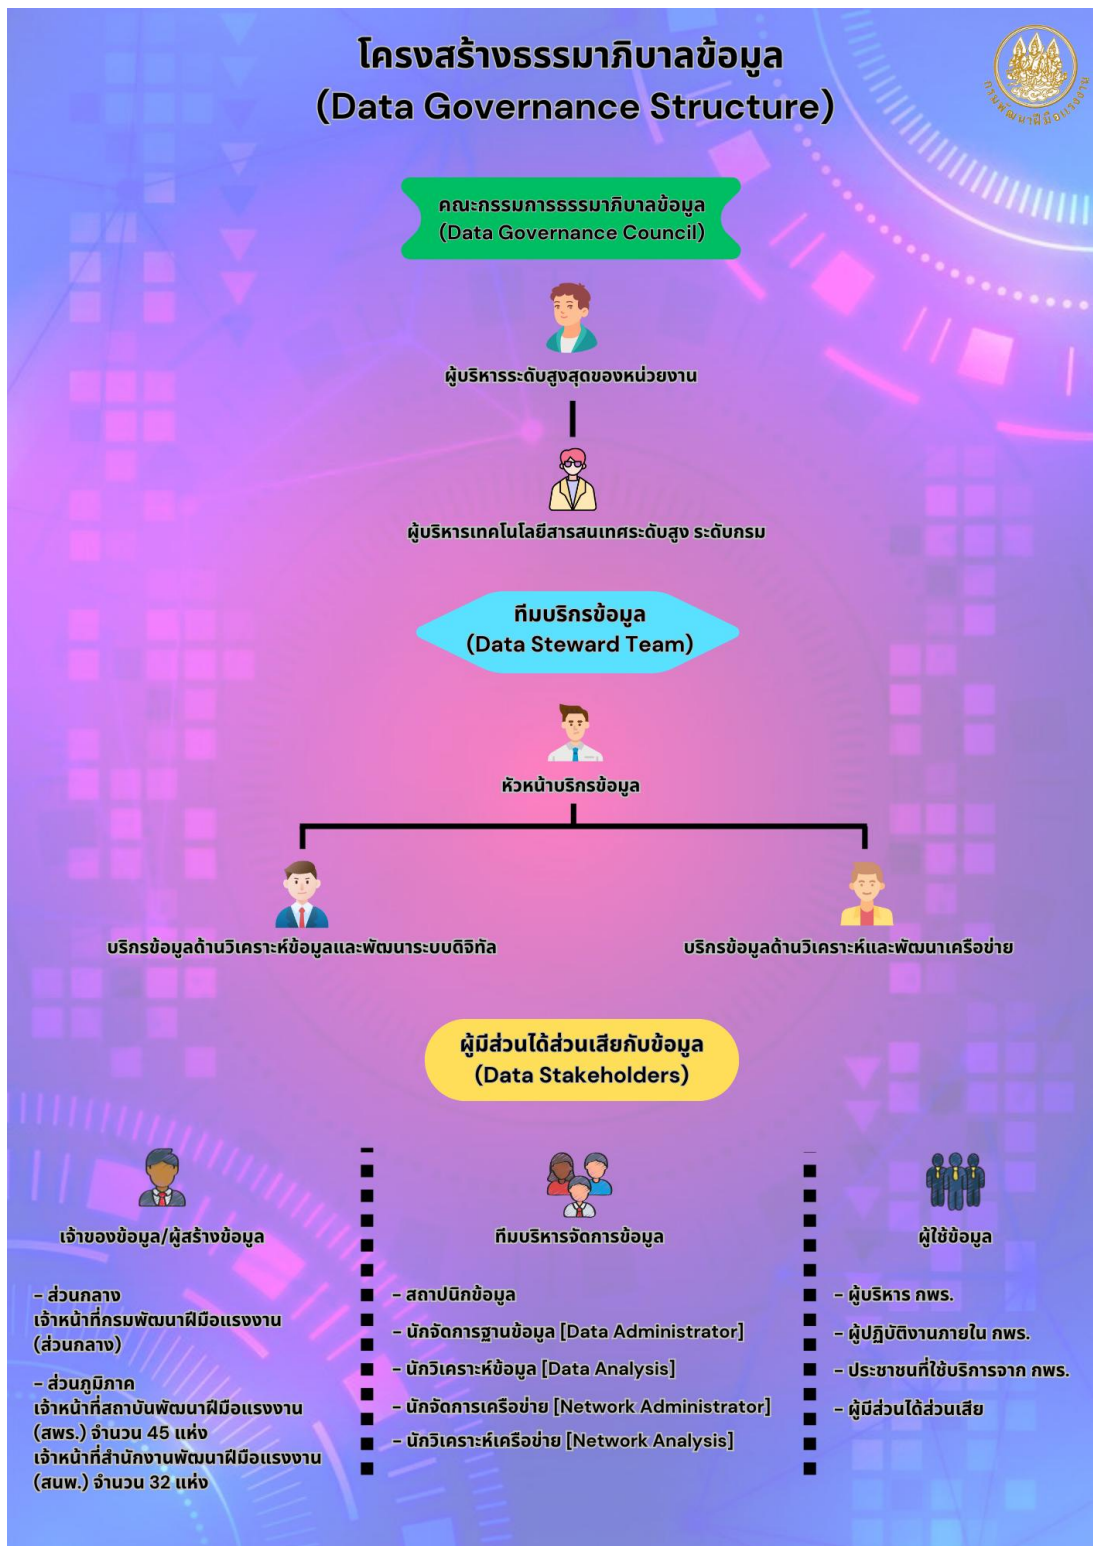 โครงสร้างธรรมาภิบาลข้อมูล
(Data Governance Structure)
กรมพัฒนาฝีมือแรงงาน
คณะกรรมการธรรมาภิบาลข้อมูล
(Data Governance Council)
ผู้บริหารระดับสูงสุดของหน่วยงาน
ผู้บริหารเทคโนโลยีสารสนเทศระดับสูง ระดับกรม
ทีมบริกรข้อมูล
(Data Steward Team)
หัวหน้าบริกรข้อมูล
บริกรข้อมูลด้านวิเคราะห์ข้อมูลและพัฒนาระบบดิจิทัล
บริกรข้อมูลด้านวิเคราะห์และพัฒนาเครือข่าย
ผู้มีส่วนได้ส่วนเสียกับข้อมูล
(Data Stakeholders)
เจ้าของข้อมูล/ผู้สร้างข้อมูล
– ส่วนกลาง
เจ้าหน้าที่กรมพัฒนาฝีมือแรงงาน
(ส่วนกลาง)
– ส่วนภูมิภาค
เจ้าหน้าที่สถาบันพัฒนาฝีมือแรงงาน
(สพร.) จำนวน 45 แห่ง
เจ้าหน้าที่สำนักงานพัฒนาฝีมือแรงงาน
(สนพ.) จำนวน 32 แห่ง
ทีมบริหารจัดการข้อมูล
– สถาปนิกข้อมูล
– นักจัดการฐานข้อมูล [Data Administrator]
– นักวิเคราะห์ข้อมูล [Data Analysis]
– นักจัดการเครือข่าย [Network Administrator]
– นักวิเคราะห์เครือข่าย [Network Analysis]
ผู้ใช้ข้อมูล
– ผู้บริหาร กพร.
– ผู้ปฏิบัติงานภายใน กพร.
– ประชาชนที่ใช้บริการจาก กพร.
– ผู้มีส่วนได้ส่วนเสีย